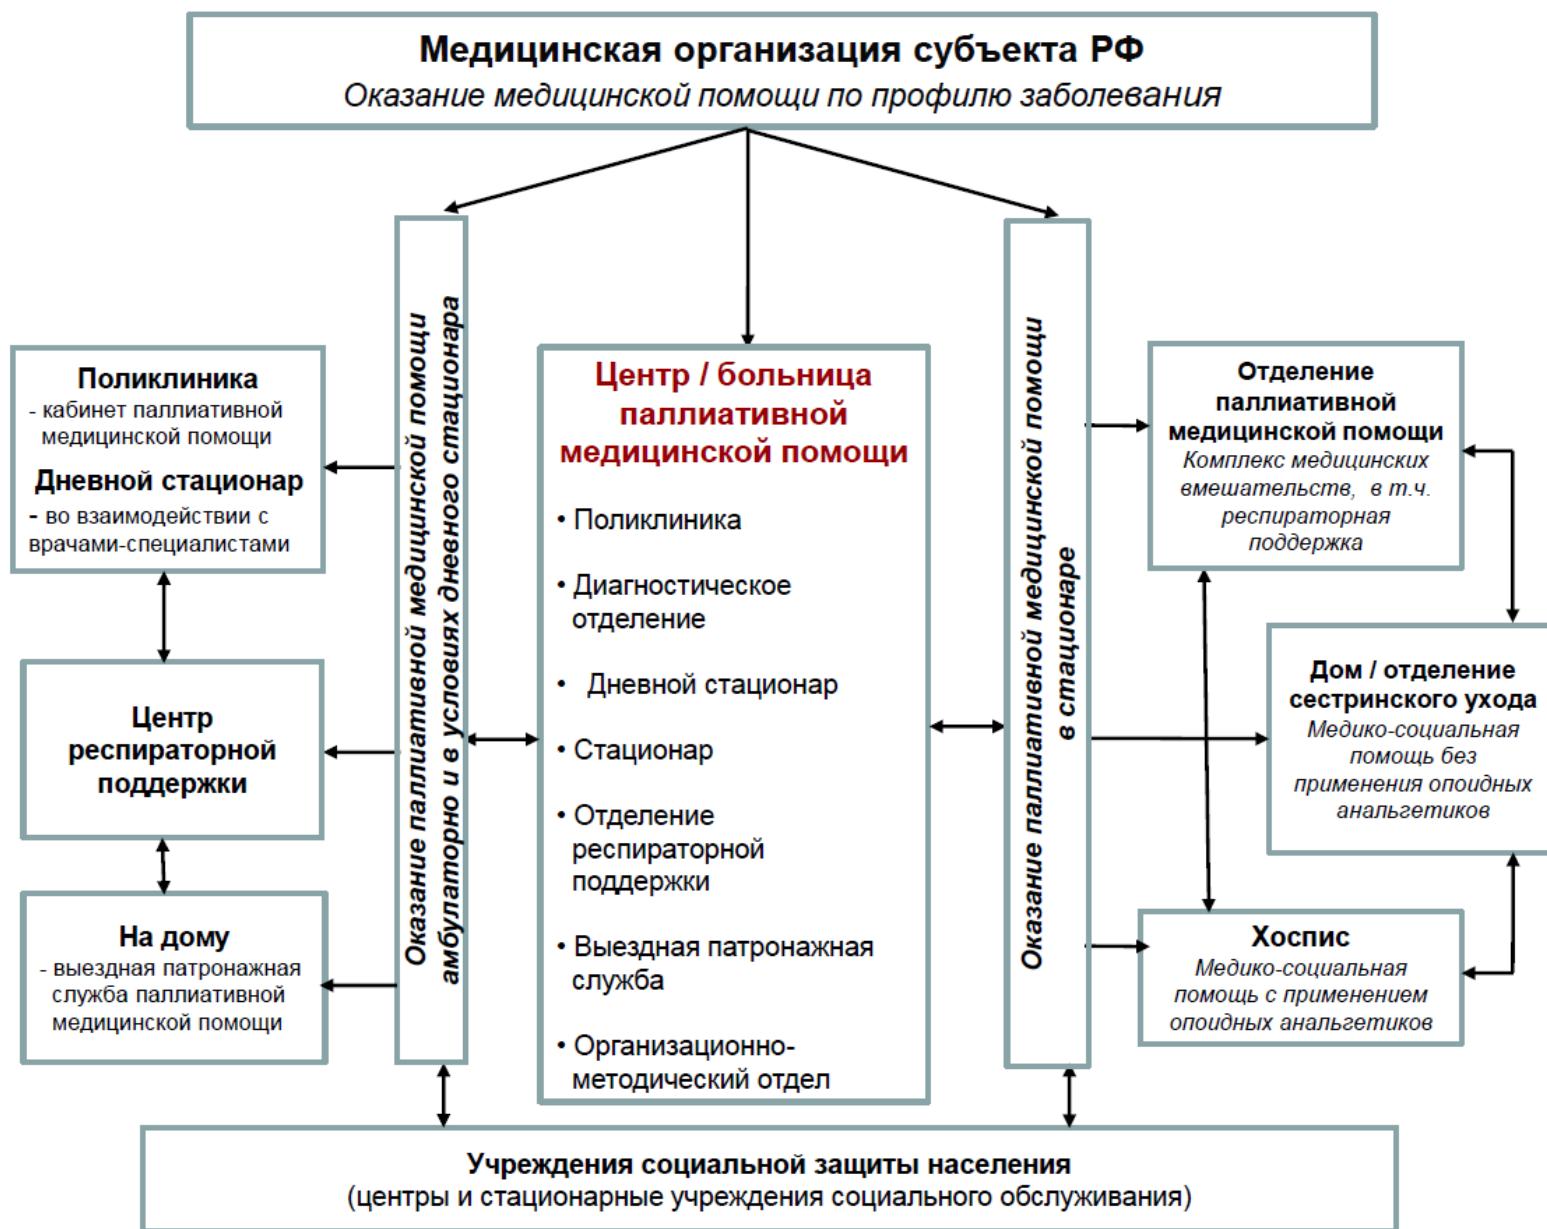 Медицинская организация субъекта РФ
Оказание медицинской помощи по профилю заболевания
Оказание паллиативной медицинской помощи
амбулаторно и в условиях дневного стационара
Поликлиника
- кабинет паллиативной
медицинской помощи
Дневной стационар
- во взаимодействии с
врачами-специалистами
Центр
респираторной
поддержки
На дому
- выездная патронажная
служба паллиативной
медицинской помощи
Центр / больница
паллиативной
медицинской помощи
• Поликлиника
• Диагностическое
отделение
• Дневной стационар
• Стационар
• Отделение
респираторной
поддержки
• Выездная патронажная
служба
• Организационно-
методический отдел
Оказание паллиативной медицинской помощи
в стационаре
Отделение
паллиативной
медицинской помощи
Комплекс медицинских
вмешательств, в т.ч.
респираторная
поддержка
Дом / отделение
сестринского ухода
Медико-социальная
помощь без
применения опоидных
анальгетиков
Хоспис
Медико-социальная
помощь с применением
опоидных анальгетиков
Учреждения социальной защиты населения
(центры и стационарные учреждения социального обслуживания)